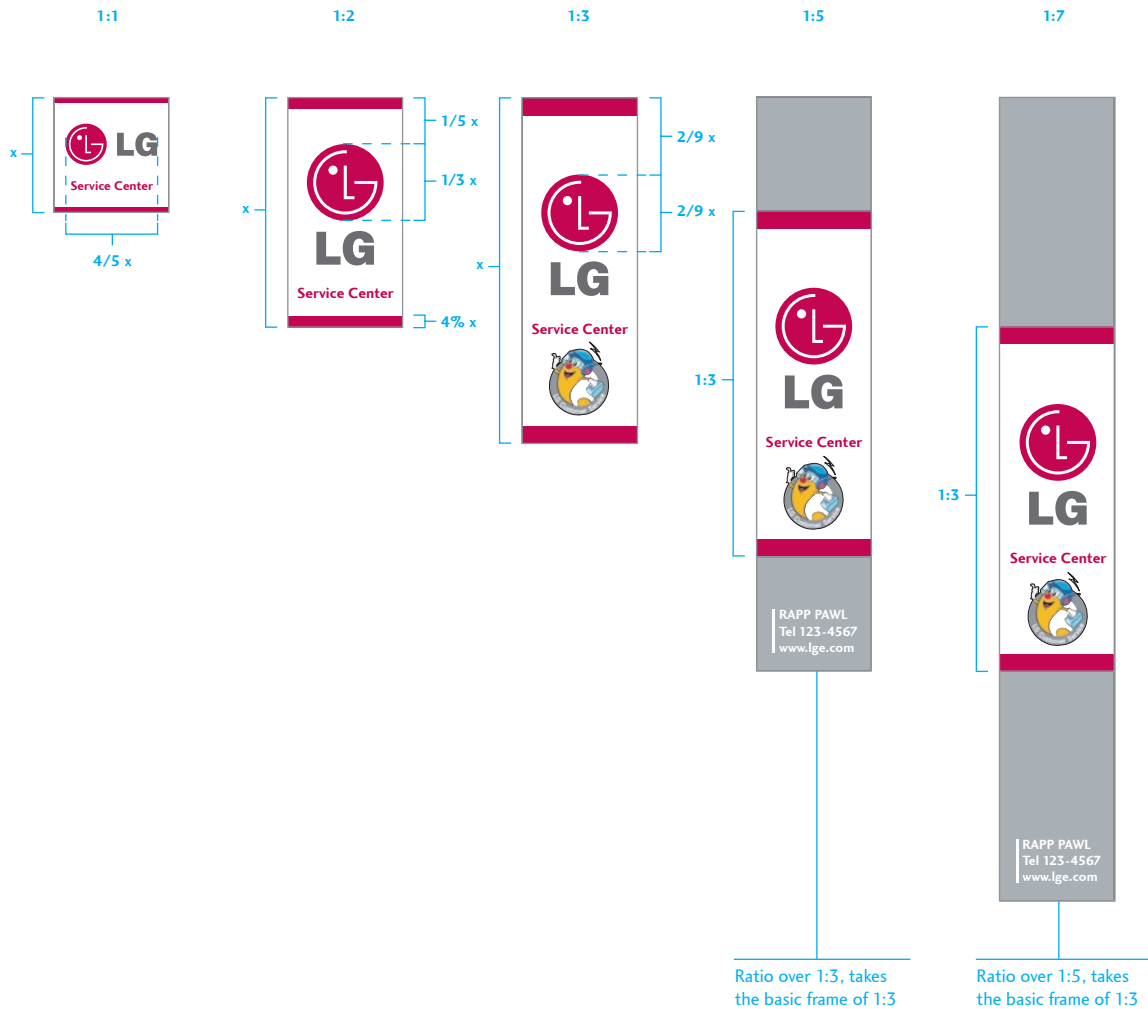 1:1
1:2
1:3
1:5
1:7
x
LG
Service Center
4/5 x
x
1/5 x
1/3 x
LG
Service Center
4% x
x
2/9 x
2/9 x
LG
Service Center
1:3
LG
Service Center
RAPP PAWL
Tel 123-4567
www.lge.com
Ratio over 1:3, takes
the basic frame of 1:3
1:3
LG
Service Center
RAPP PAWL
Tel 123-4567
www.lge.com
Ratio over 1:5, takes
the basic frame of 1:3